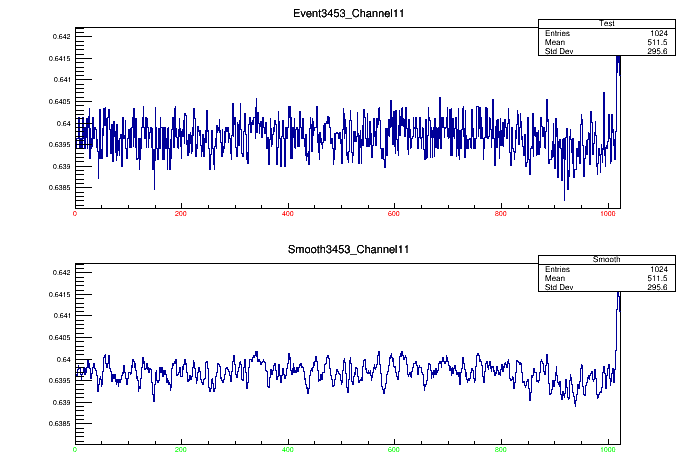 Event3453_Channel11
Test
Entries 1024
Mean 511.5
Std Dev 295.6
0.642
0.6415
0.641
0.6405
0.64
0.6395
0.639
0.6385
0 200 400 600 800 1000
Smooth3453_Channel11
Smooth
Entries 1024
Mean 511.5
Std Dev 295.6
0.642
0.6415
0.641
0.6405
0.64
0.6395
0.639
0.6385
0 200 400 600 800 1000